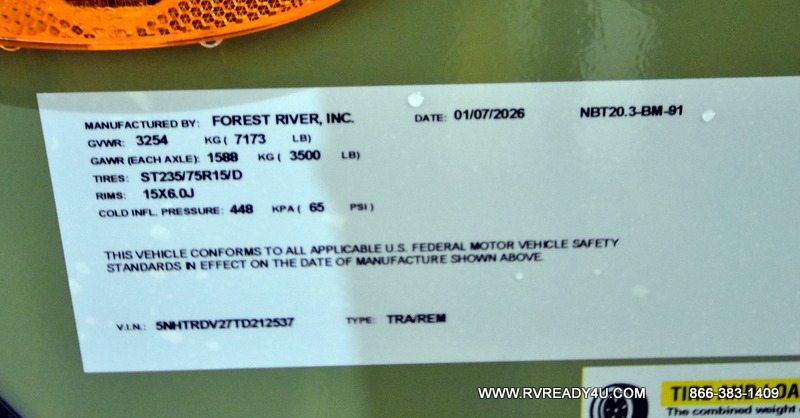 MANUFACTURED BY: FOREST RIVER, INC. DATE: 01/07/2026 NBT20.3-BM-91
GVWR: 3254 KG ( 7173 LB)
GAWR (EACH AXLE): 1588 KG ( 3500 LB)
TIRES: ST235/75R15/D
RIMS: 15X6.0J
COLD INFL. PRESSURE: 448 KPA ( 65 PSI )
THIS VEHICLE CONFORMS TO ALL APPLICABLE U.S. FEDERAL MOTOR VEHICLE SAFETY
STANDARDS IN EFFECT ON THE DATE OF MANUFACTURE SHOWN ABOVE.
V.I.N.: 5NHTRDV27TD212537 TYPE: TRA/REM
TIRE AND LOA
The combined weight
WWW.RVREADY4U.COM 866-383-1409